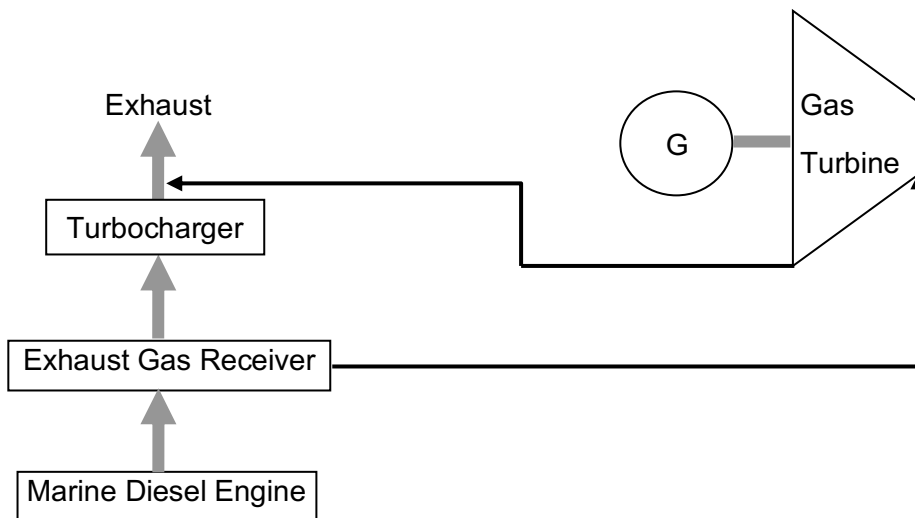 Exhaust
Gas
G
Turbine
Turbocharger
Exhaust Gas Receiver
Marine Diesel Engine